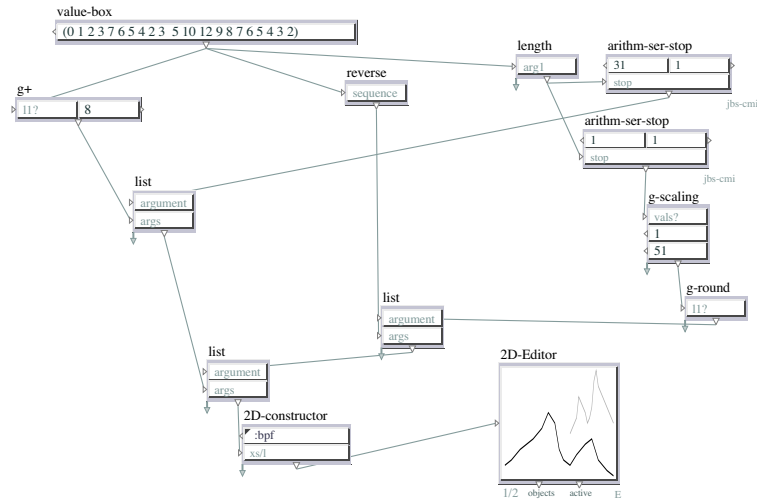 value-box
(0 1 2 3 7 6 5 4 2 3 5 10 12 9 8 7 6 5 4 3 2)
length
arg1
arithm-ser-stop
31 1
stop
jbs-cmi
reverse
sequence
g+
l1? 8
arithm-ser-stop
1 1
stop
jbs-cmi
list
argument
args
g-scaling
vals?
1
51
g-round
l1?
list
argument
args
list
argument
args
2D-Editor
2D-constructor
:bpf
xs/l
1/2 objects active E